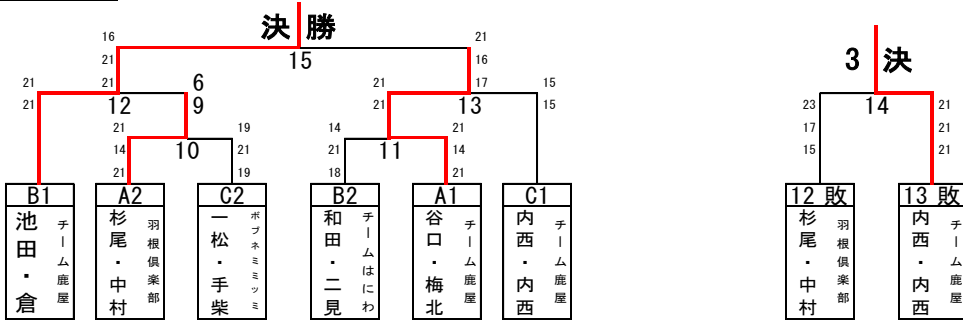 決 勝
16
21
15
3 決
21
21
6
9
12
21
16
17
21
21
13
15
15
23
17
15
14
21
21
21
21
14
21
10
19
21
19
14
21
18
11
21
14
21
B1
池田・倉
チーム鹿屋
A2
杉尾・中村
羽根倶楽部
C2
一松・手柴
ボブネミミッミ
B2
和田・二見
チームはにわ
A1
谷口・梅北
チーム鹿屋
C1
内西・内西
チーム鹿屋
12 敗
杉尾・中村
羽根倶楽部
13 敗
内西・内西
チーム鹿屋